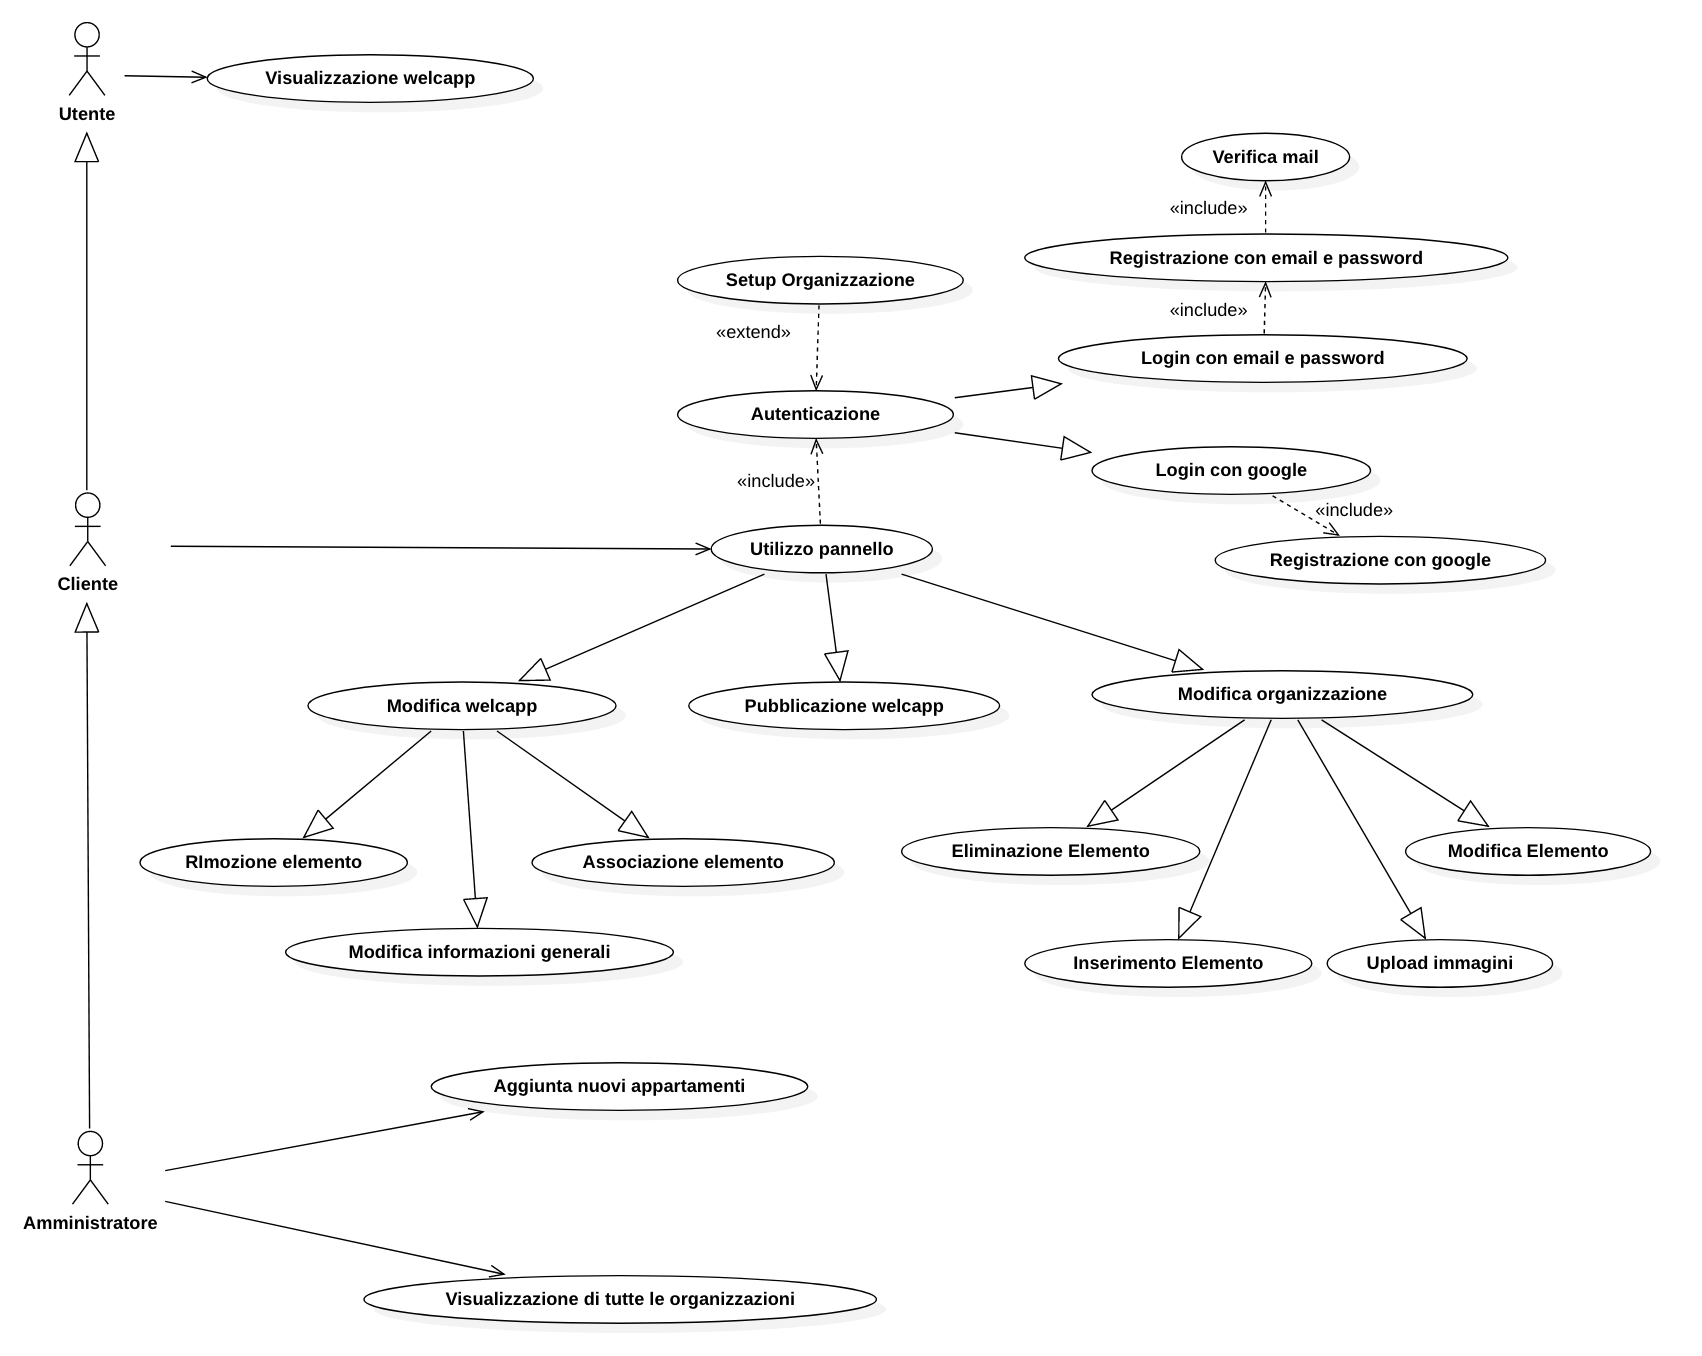 Visualizzazione welcapp
Utente
Verifica mail
«include»
Registrazione con email e password
Setup Organizzazione
«include»
«extend»
Login con email e password
Autenticazione
Login con google
«include»
«include»
Utilizzo pannello
Registrazione con google
Cliente
Modifica welcapp
Pubblicazione welcapp
Modifica organizzazione
RImozione elemento
Associazione elemento
Eliminazione Elemento
Modifica Elemento
Modifica informazioni generali
Inserimento Elemento
Upload immagini
Aggiunta nuovi appartamenti
Amministratore
Visualizzazione di tutte le organizzazioni